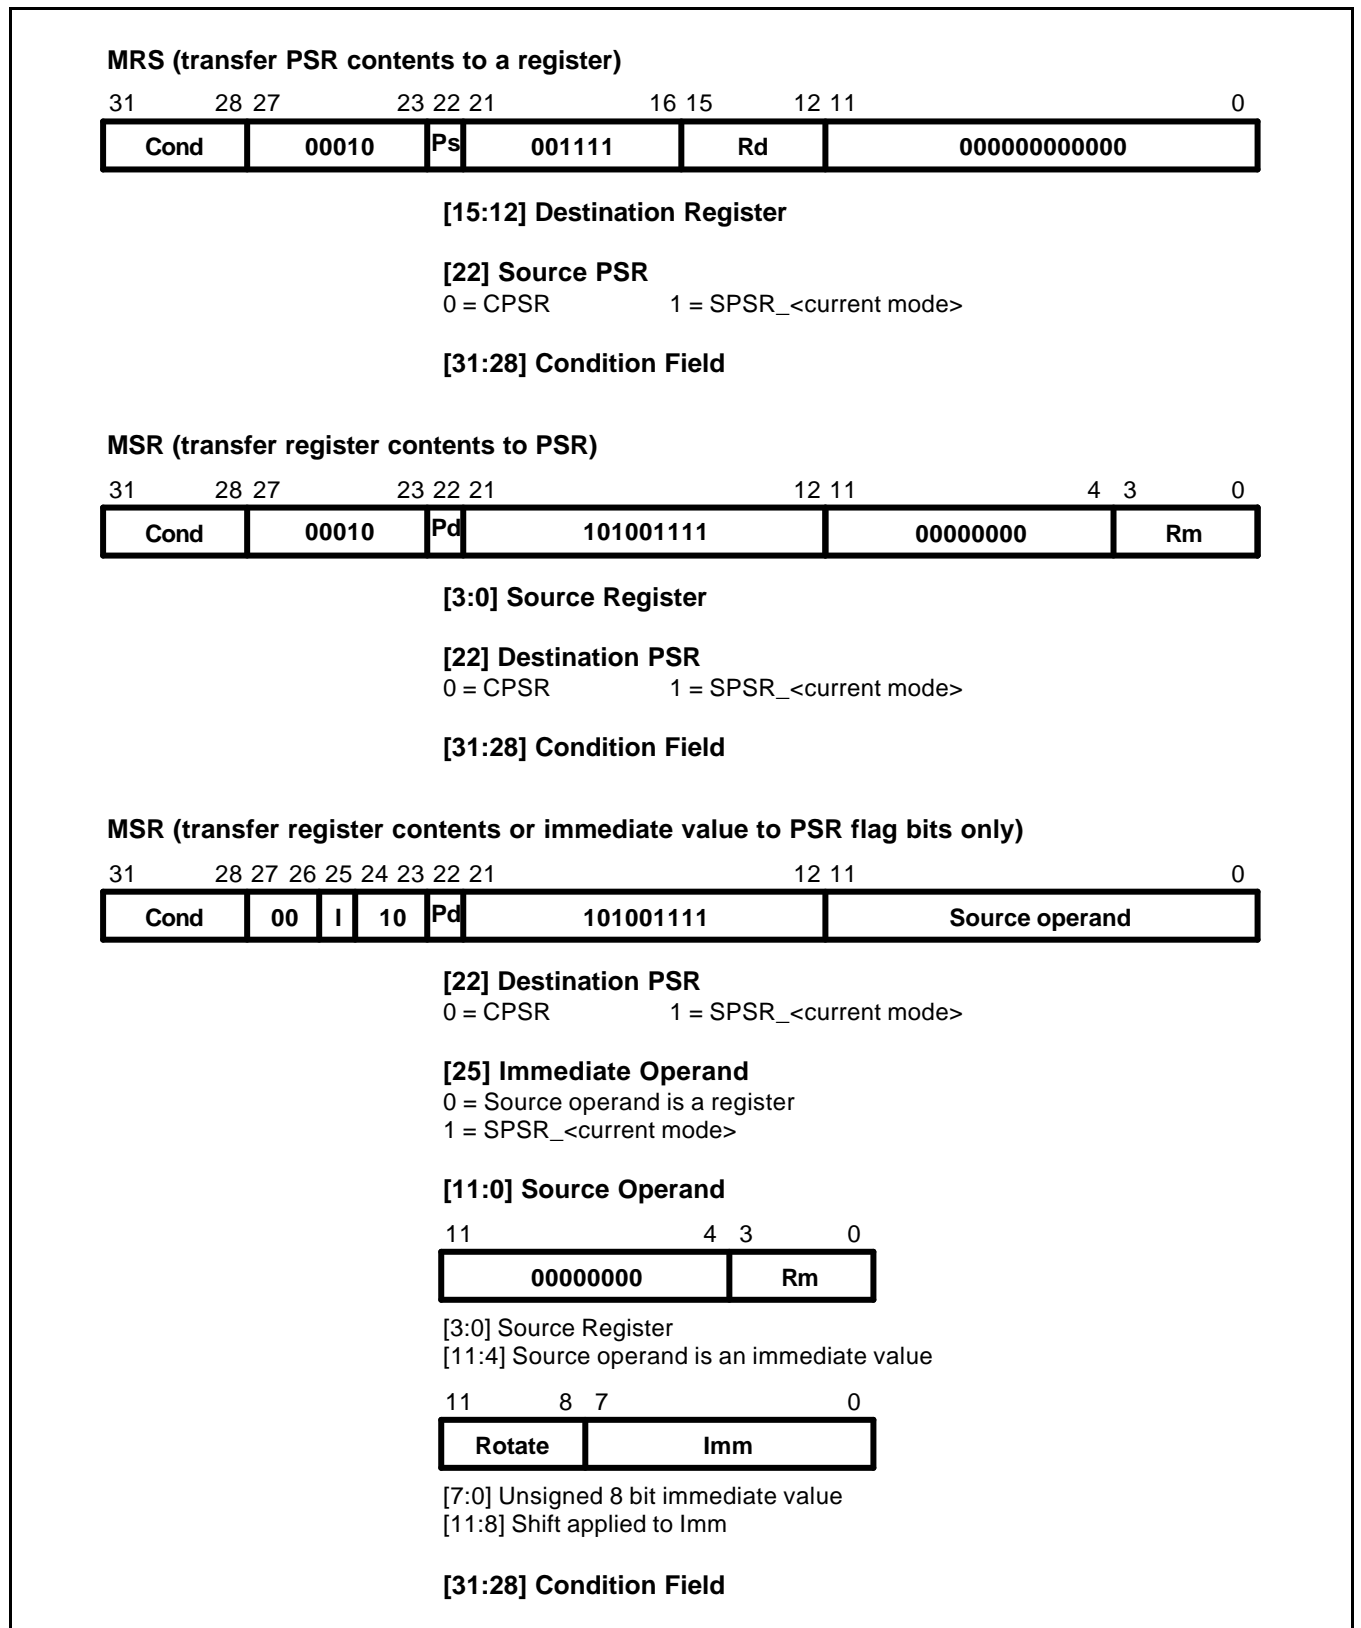 MRS (transfer PSR contents to a register)
31 28 27 23 22 21 16 15 12 11 0
Cond 00010 Ps 001111 Rd 000000000000
[15:12] Destination Register
[22] Source PSR
0 = CPSR 1 = SPSR_<current mode>
[31:28] Condition Field
MSR (transfer register contents to PSR)
31 28 27 23 22 21 12 11 4 3 0
Cond 00010 Pd 101001111 00000000 Rm
[3:0] Source Register
[22] Destination PSR
0 = CPSR 1 = SPSR_<current mode>
[31:28] Condition Field
MSR (transfer register contents or immediate value to PSR flag bits only)
31 28 27 26 25 24 23 22 21 12 11 0
Cond 00 I 10 Pd 101001111 Source operand
[22] Destination PSR
0 = CPSR 1 = SPSR_<current mode>
[25] Immediate Operand
0 = Source operand is a register
1 = SPSR_<current mode>
[11:0] Source Operand
11 4 3 0
00000000 Rm
[3:0] Source Register
[11:4] Source operand is an immediate value
11 8 7 0
Rotate Imm
[7:0] Unsigned 8 bit immediate value
[11:8] Shift applied to Imm
[31:28] Condition Field